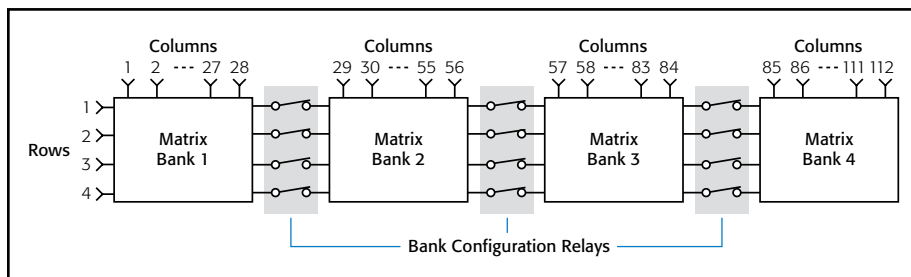 Columns Columns Columns Columns
1 2 --- 27 28 29 30 --- 55 56 57 58 --- 83 84 85 86 --- 111 112
Rows
1
2
3
4
Matrix
Bank 1
Matrix
Bank 2
Matrix
Bank 3
Matrix
Bank 4
Bank Configuration Relays